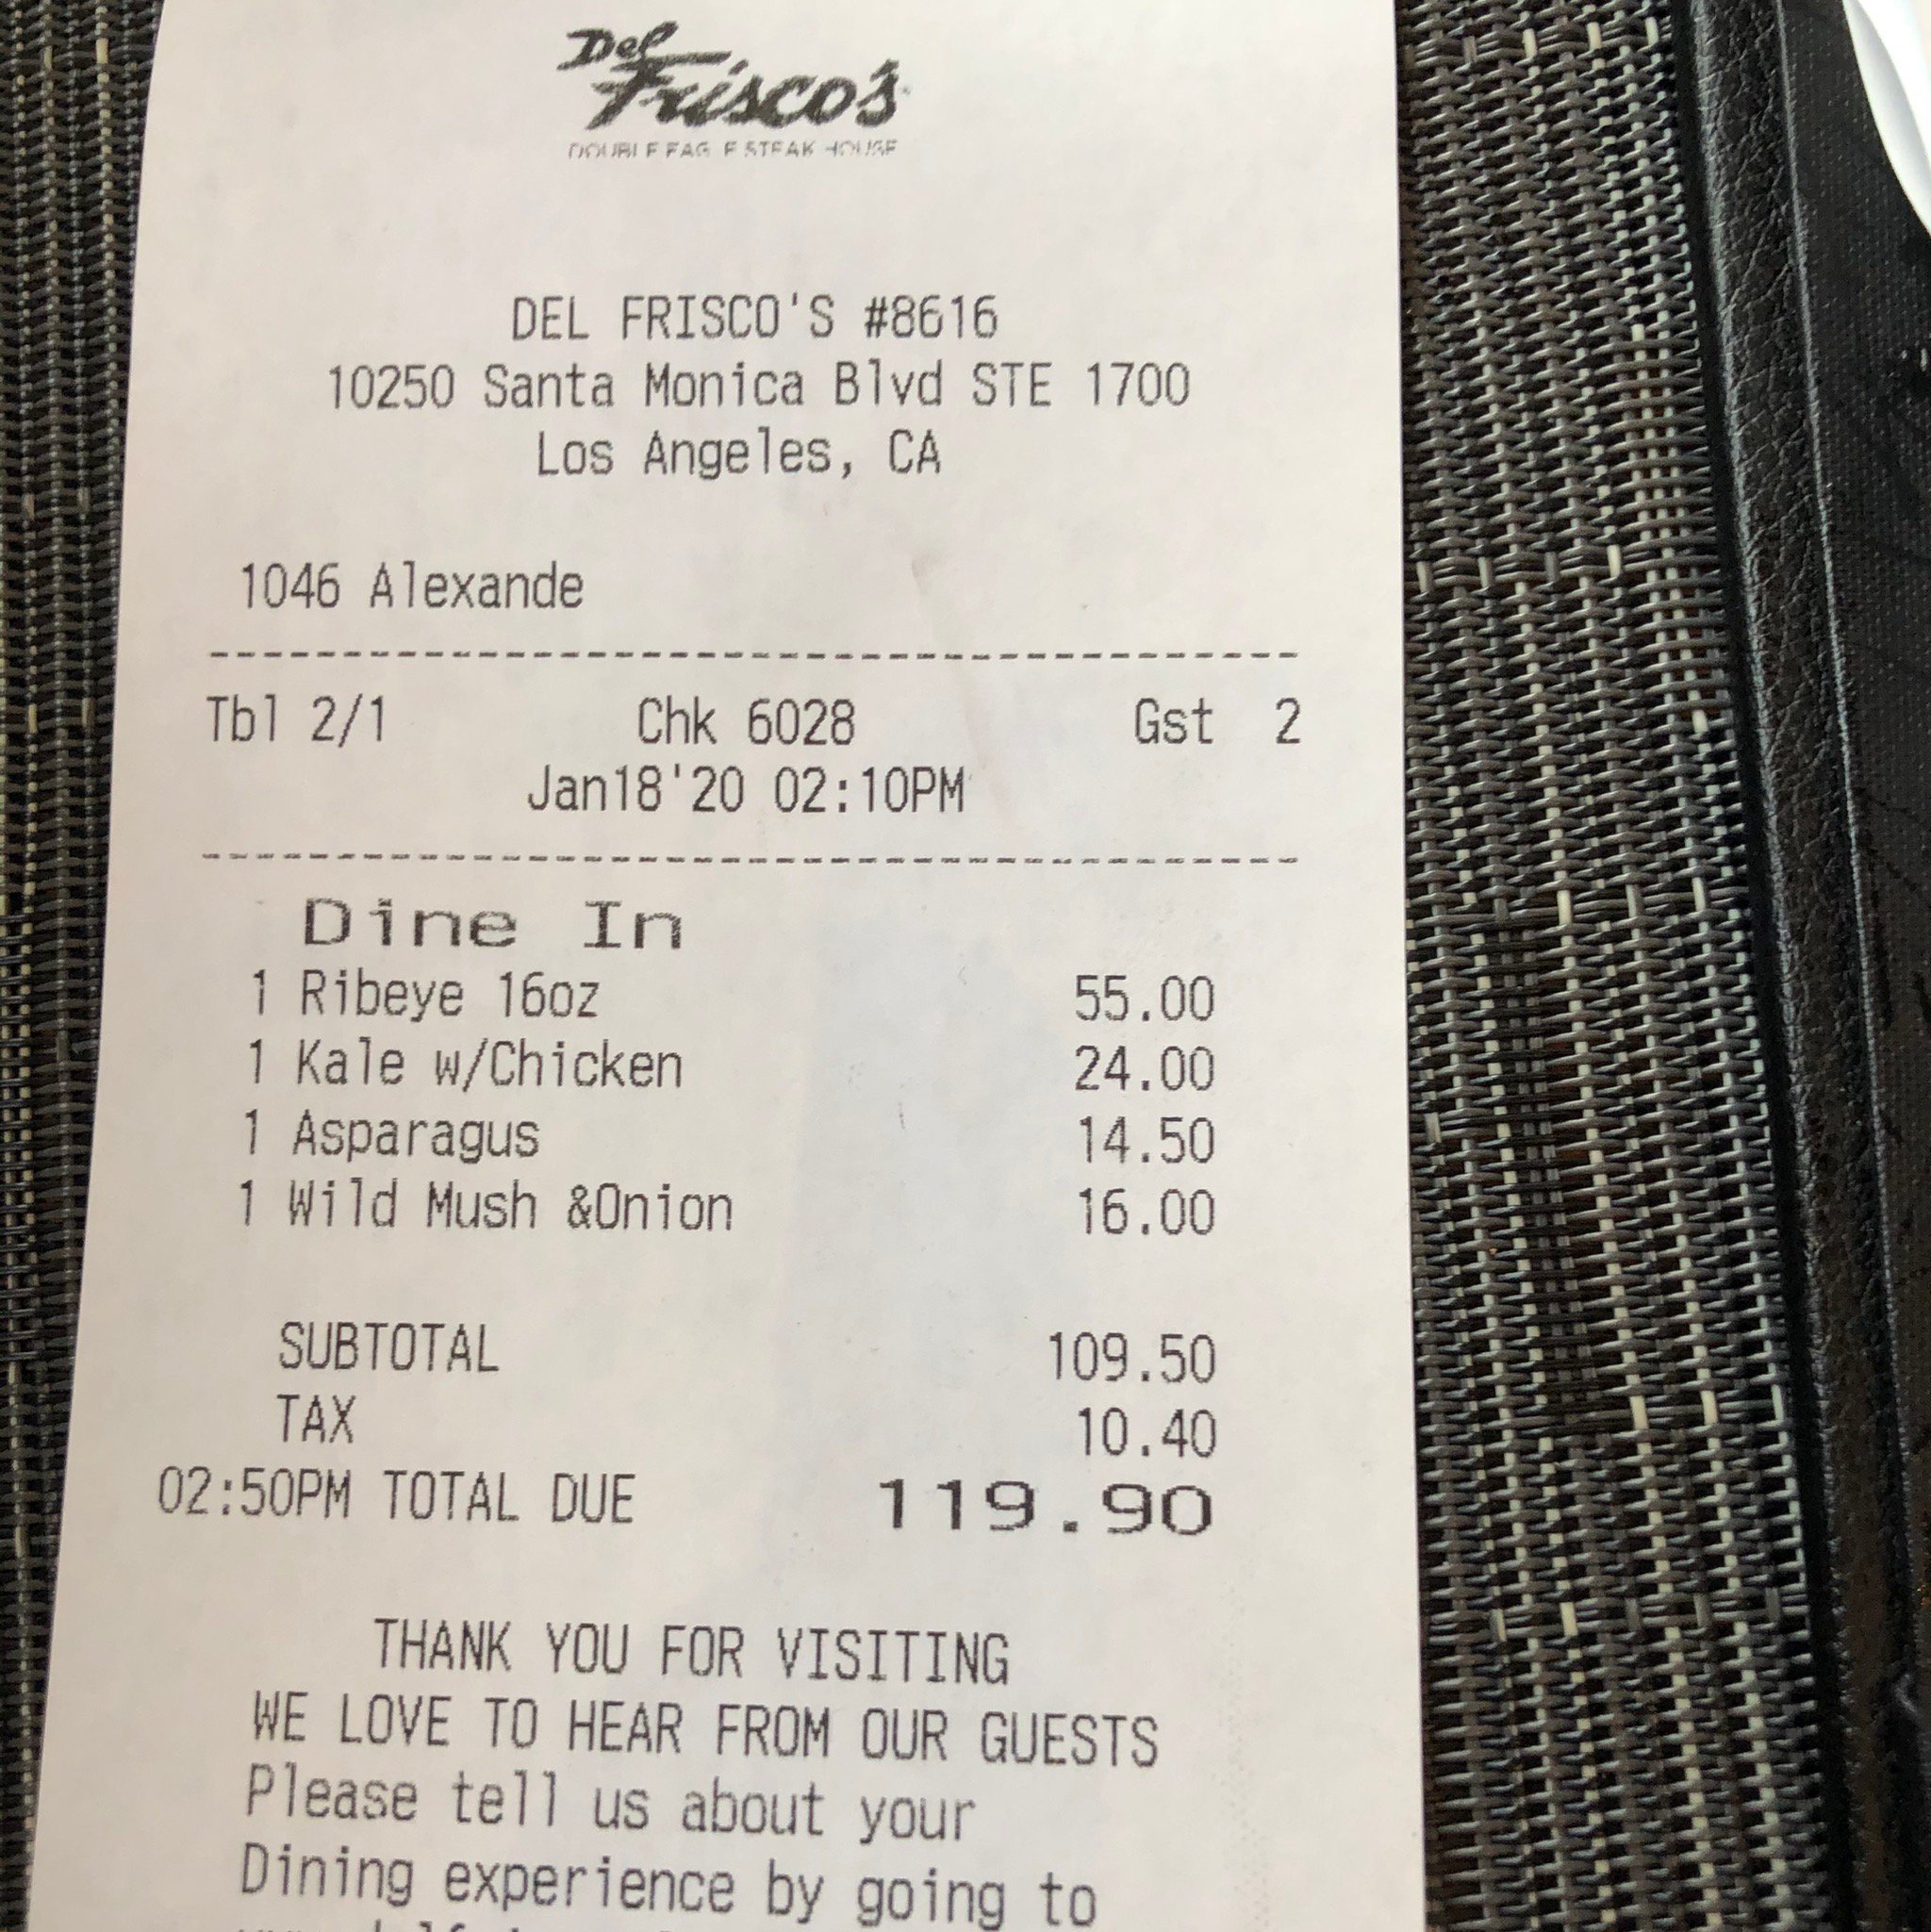 Del
Frisco's
DOUBLE EAGLE STEAK HOUSE
DEL FRISCO'S #8616
10250 Santa Monica Blvd STE 1700
Los Angeles, CA
1046 Alexande
Tbl 2/1 Chk 6028 Gst 2
Jan18'20 02:10PM
Dine In
1 Ribeye 16oz 55.00
1 Kale w/Chicken 24.00
1 Asparagus 14.50
1 Wild Mush &Onion 16.00
SUBTOTAL 109.50
TAX 10.40
02:50PM TOTAL DUE 119.90
THANK YOU FOR VISITING
WE LOVE TO HEAR FROM OUR GUESTS
Please tell us about your
Dining experience by going to